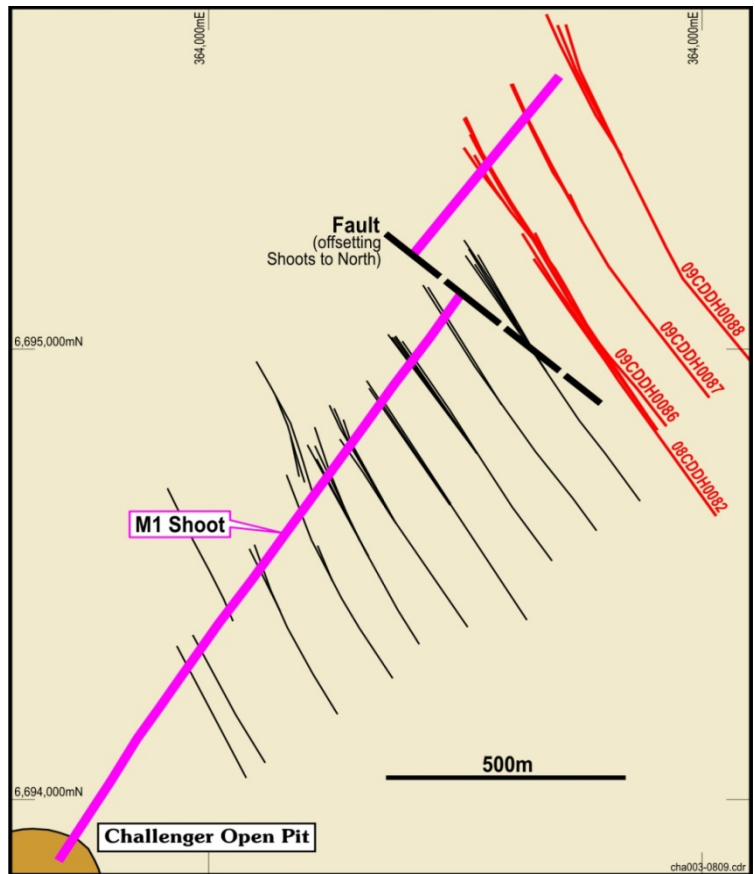 364,000mE
364,000mE
Fault
(offsetting
Shoots to North)
09CDDH0088
09CDDH0087
6,695,000mN
09CDDH0086
08CDDH0082
M1 Shoot
500m
6,694,000mN
Challenger Open Pit
cha003-0809.cdr